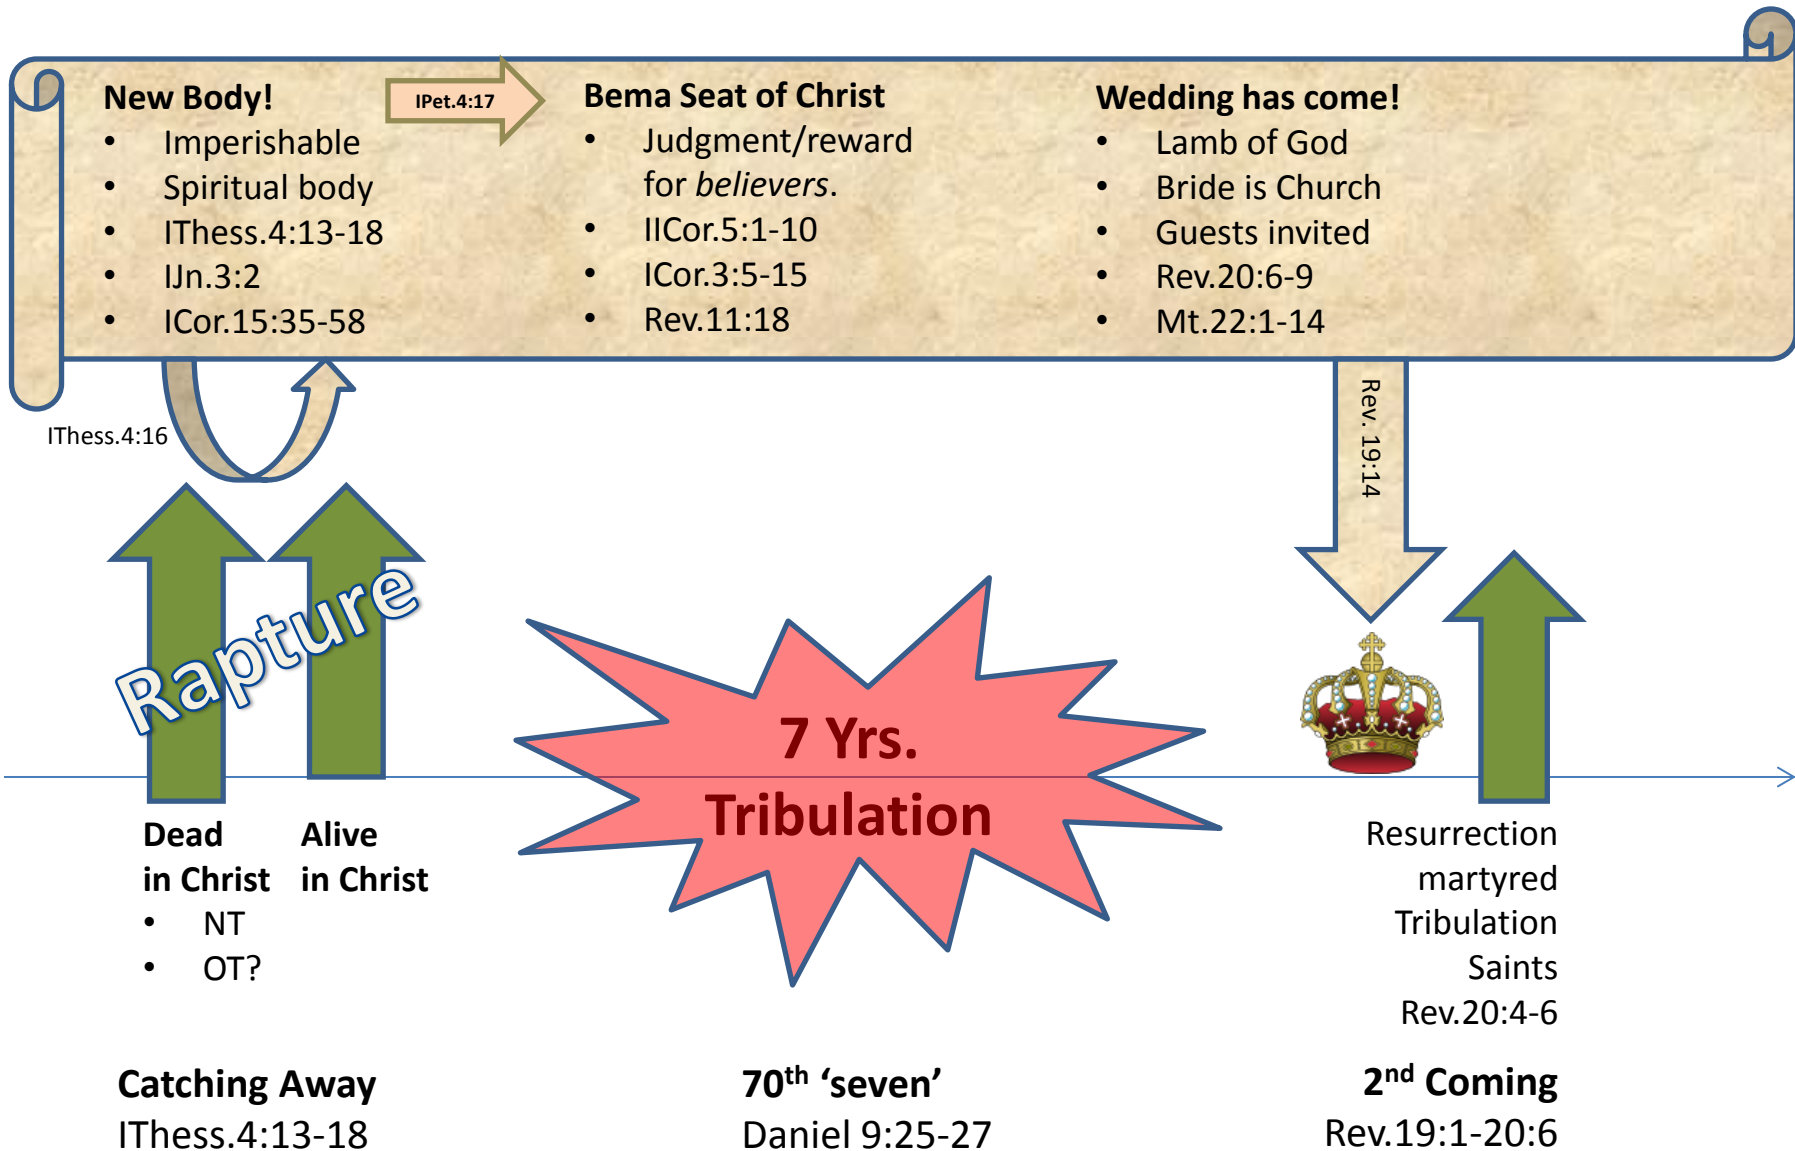 New Body!
• Imperishable
• Spiritual body
• IThess.4:13-18
• IJn.3:2
• ICor.15:35-58
IPet.4:17
Bema Seat of Christ
• Judgment/reward
for believers.
• IICor.5:1-10
• ICor.3:5-15
• Rev.11:18
Wedding has come!
• Lamb of God
• Bride is Church
• Guests invited
• Rev.20:6-9
• Mt.22:1-14
IThess.4:16
Rev. 19:14
Rapture
7 Yrs.
Tribulation
Dead
in Christ
• NT
• OT?
Alive
in Christ
Resurrection
martyred
Tribulation
Saints
Rev.20:4-6
Catching Away
IThess.4:13-18
70th ‘seven’
Daniel 9:25-27
2nd Coming
Rev.19:1-20:6